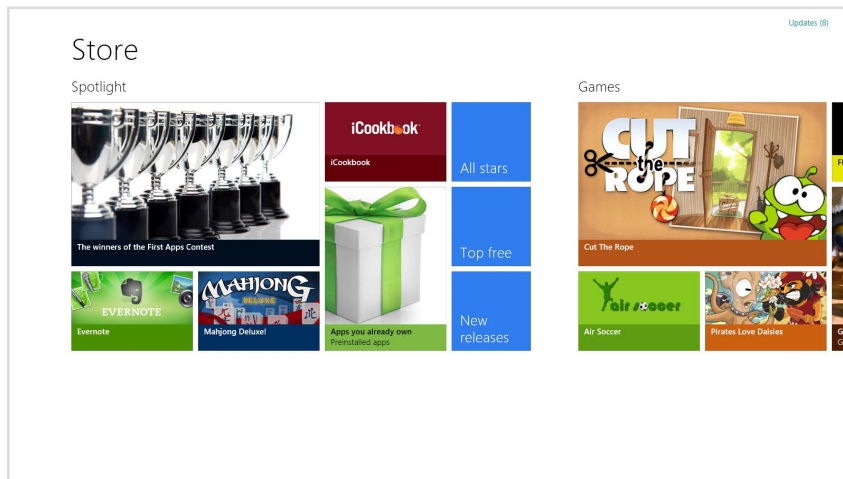 Updates (8)
Store
Spotlight
iCookbook
iCookbook
All stars
The winners of the First Apps Contest
Top free
EVERNOTE
Evernote
MAHJONG
DELUXE
Mahjong Deluxe!
Apps you already own
Preinstalled apps
New
releases
Games
CUT
the
ROPE
Cut The Rope
air soccer
Air Soccer
Pirates Love Daisies